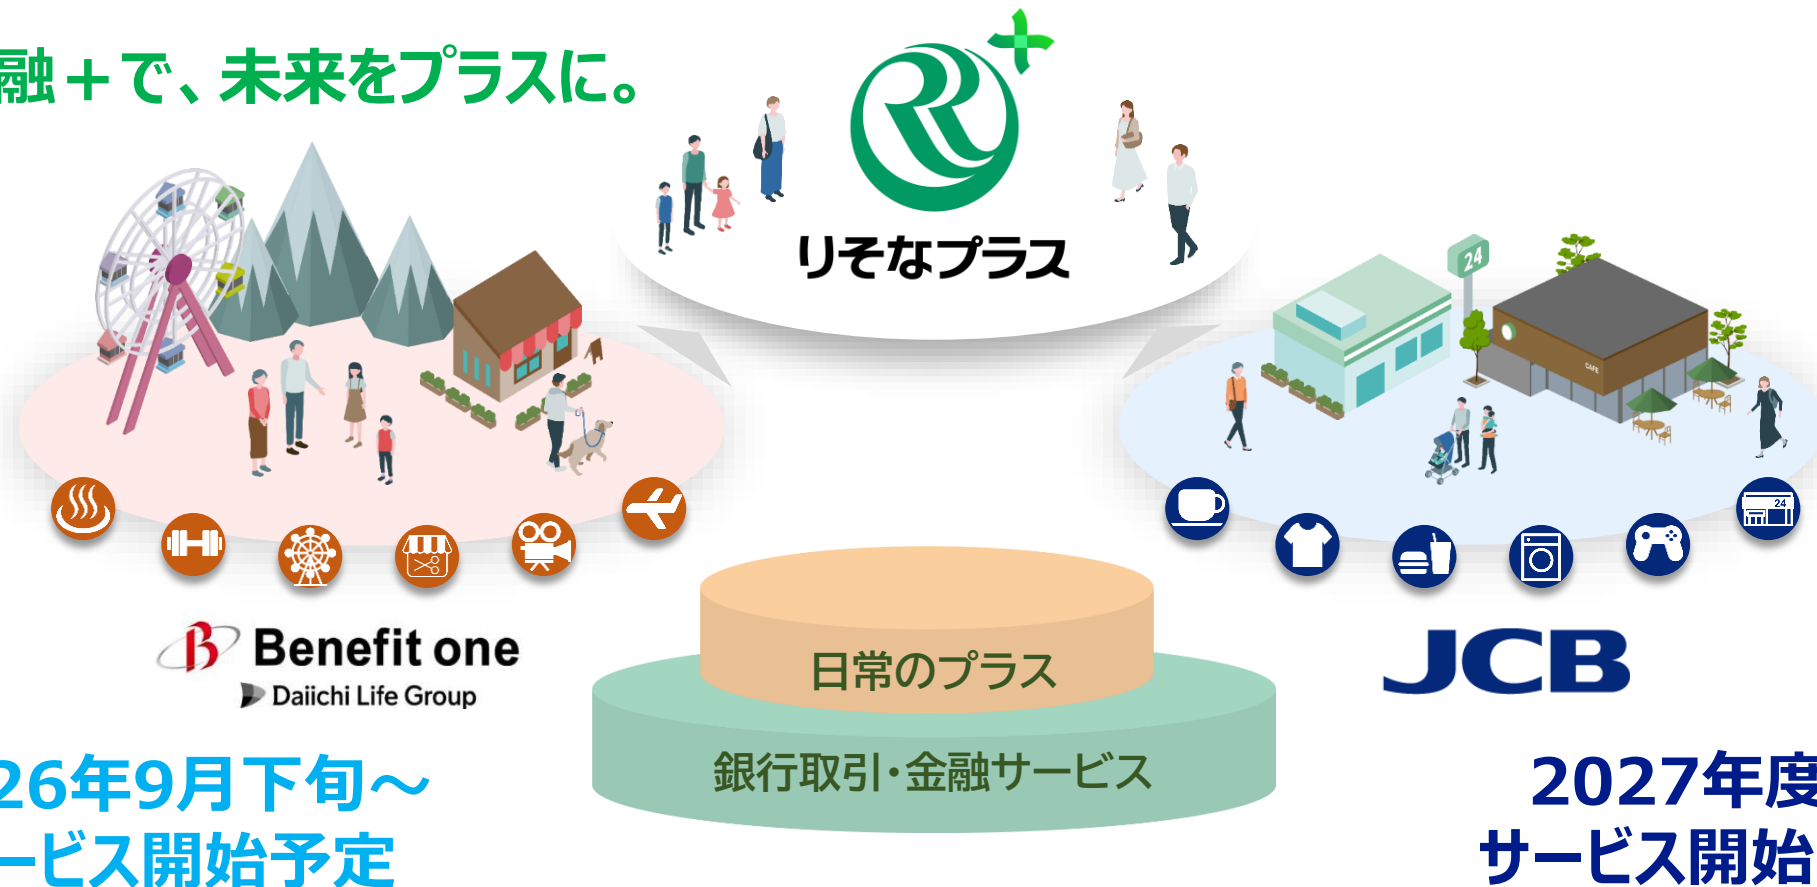 融＋で、未来をプラスに。
りそなプラス
24
CAFE
24
Benefit one
Daiichi Life Group
JCB
日常のプラス
銀行取引・金融サービス
26年9月下旬～
ービス開始予定
2027年度
サービス開始